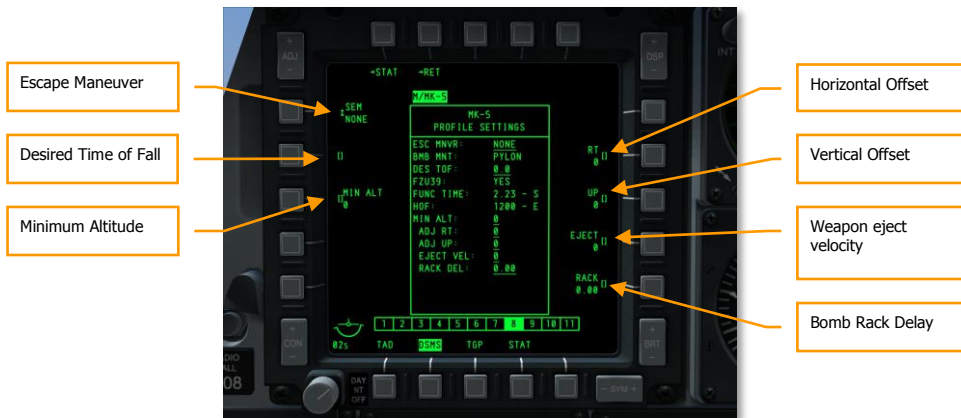 Escape Maneuver
Desired Time of Fall
Minimum Altitude
Horizontal Offset
Vertical Offset
Weapon eject
velocity
Bomb Rack Delay
+
ADJ
-
+
DSP
-
INT
STAT RET
M/MK-5
SEM
NONE
MIN ALT
0
MK-5
PROFILE SETTINGS
ESC MNVR: NONE
BMB MNT: PYLON
DES TOF: 0.0
FZU39: YES
FUNC TIME: 2.23 - S
HOF: 1200 - E
MIN ALT: 0
ADJ RT: 0
ADJ UP: 0
EJECT VEL: 0
RACK DEL: 0.00
RT
0
UP
0
EJECT
0
RACK
0.00
1 2 3 4 5 6 7 8 9 10 11
02s TAD DSMS TGP STAT
+
CON
-
+
BRT
-
DAY
NT
OFF
- SYM +
08